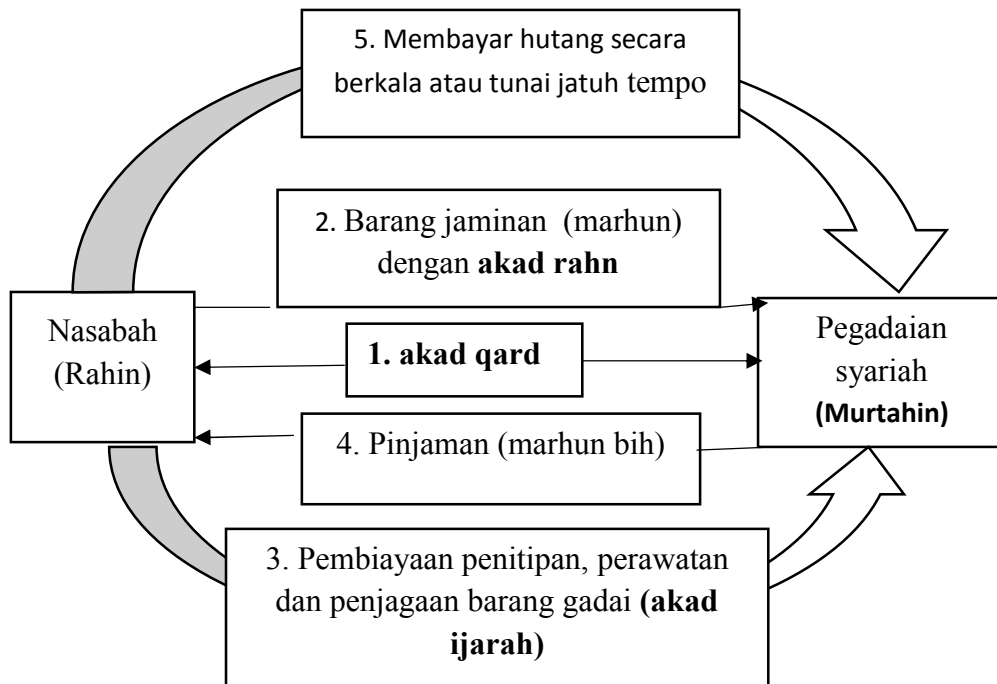 5. Membayar hutang secara
berkala atau tunai jatuh tempo
2. Barang jaminan (marhun)
dengan akad rahn
Nasabah
(Rahin)
1. akad qard
Pegadaian
syariah
(Murtahin)
4. Pinjaman (marhun bih)
3. Pembiayaan penitipan, perawatan
dan penjagaan barang gadai (akad
ijarah)